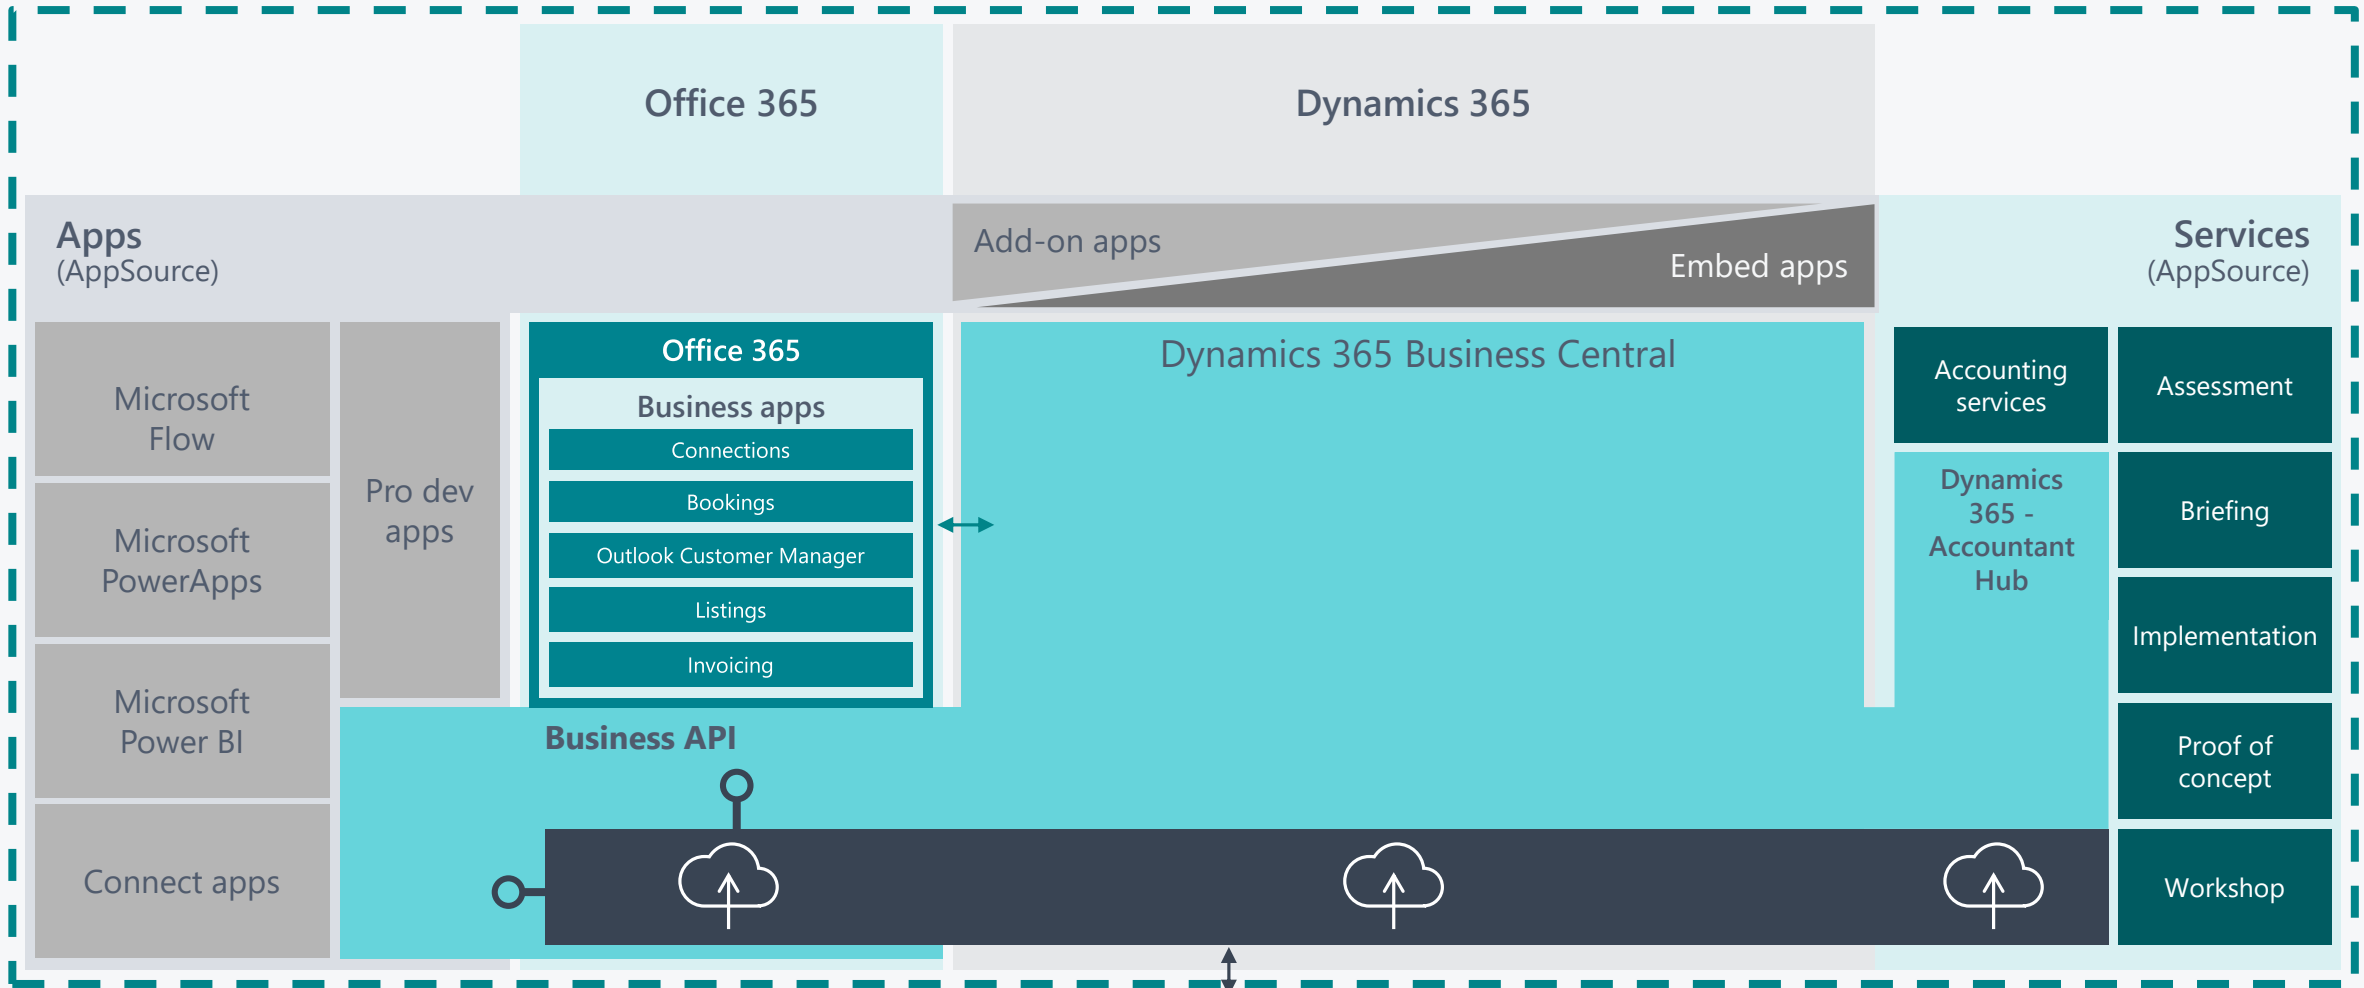 Office 365
Dynamics 365
Apps
(AppSource)
Add-on apps
Embed apps
Services
(AppSource)
Microsoft
Flow
Microsoft
PowerApps
Microsoft
Power BI
Connect apps
Pro dev
apps
Office 365
Business apps
Connections
Bookings
Outlook Customer Manager
Listings
Invoicing
Dynamics 365 Business Central
Business API
Accounting
services
Dynamics
365 -
Accountant
Hub
Assessment
Briefing
Implementation
Proof of
concept
Workshop